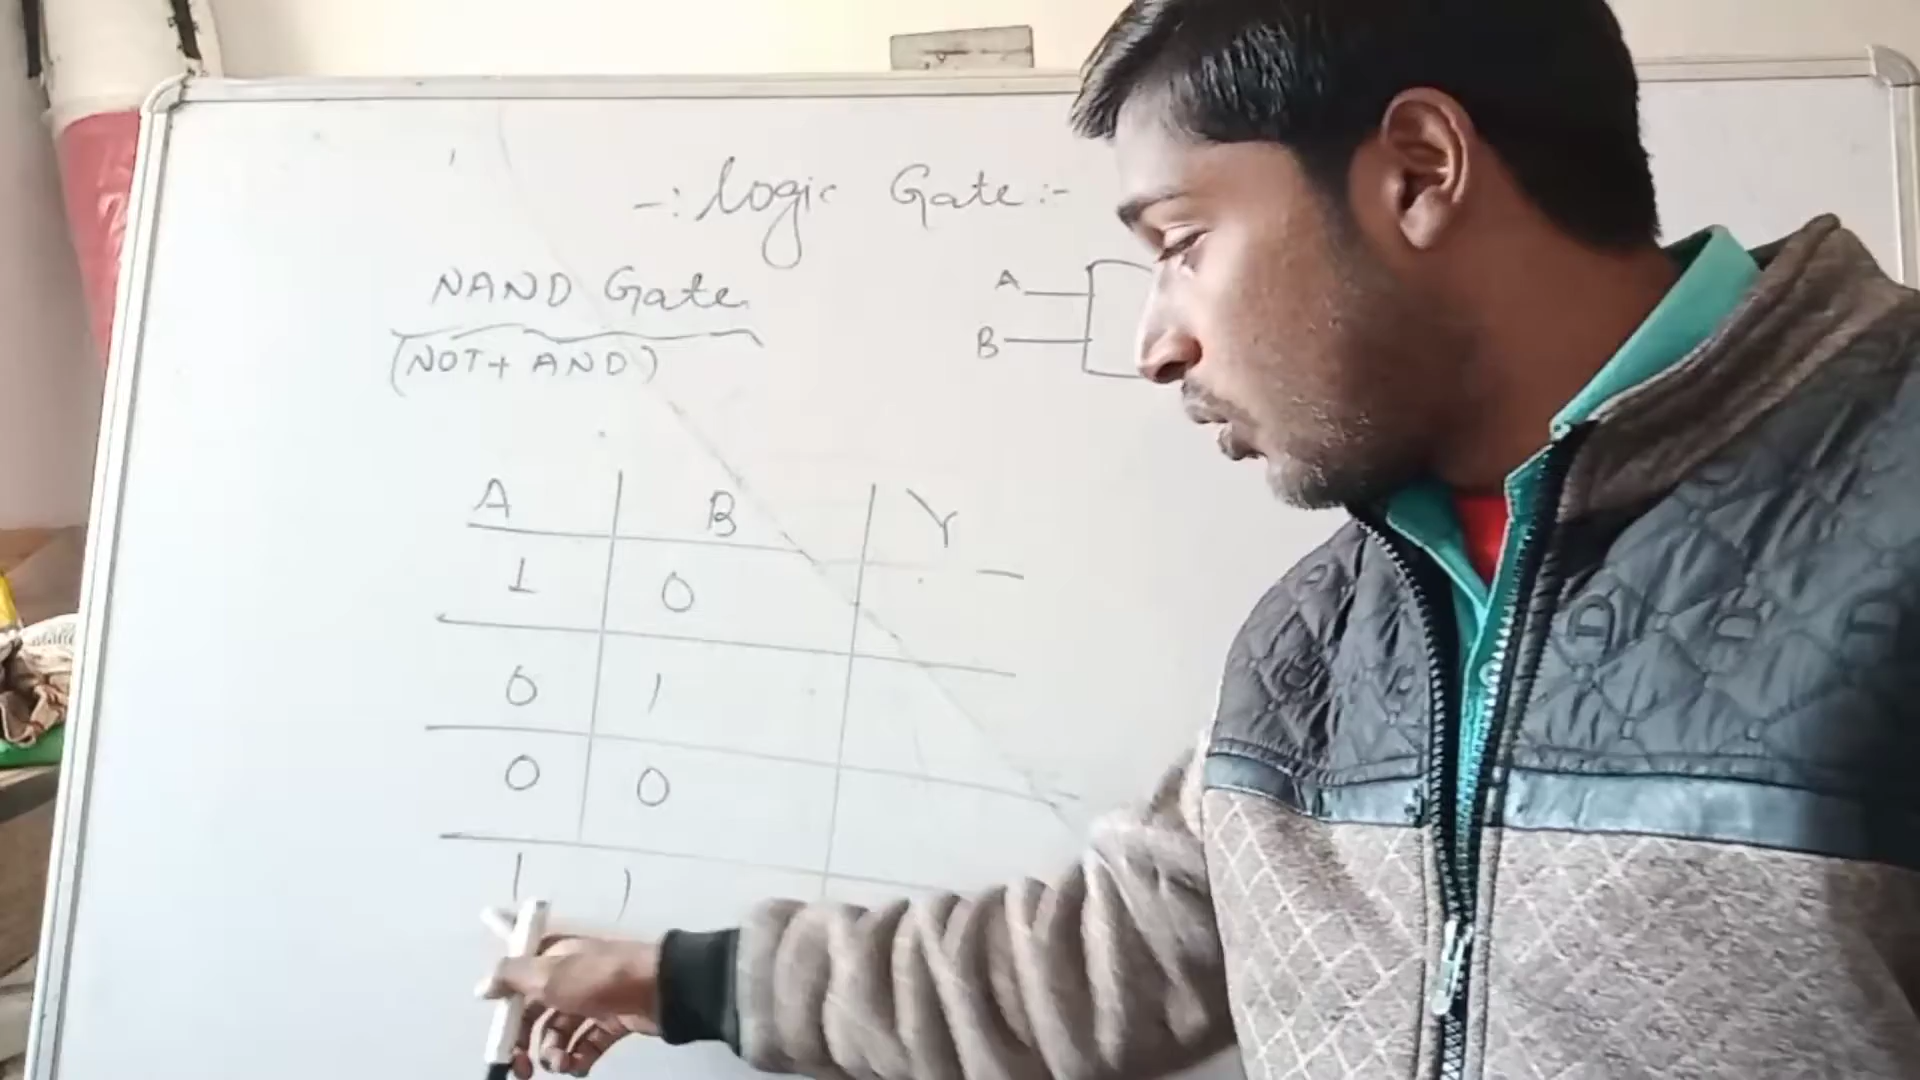 -: Logic Gate :-
NAND Gate
(NOT + AND)
A
B
A B Y
1 0
0 1
0 0
1 1